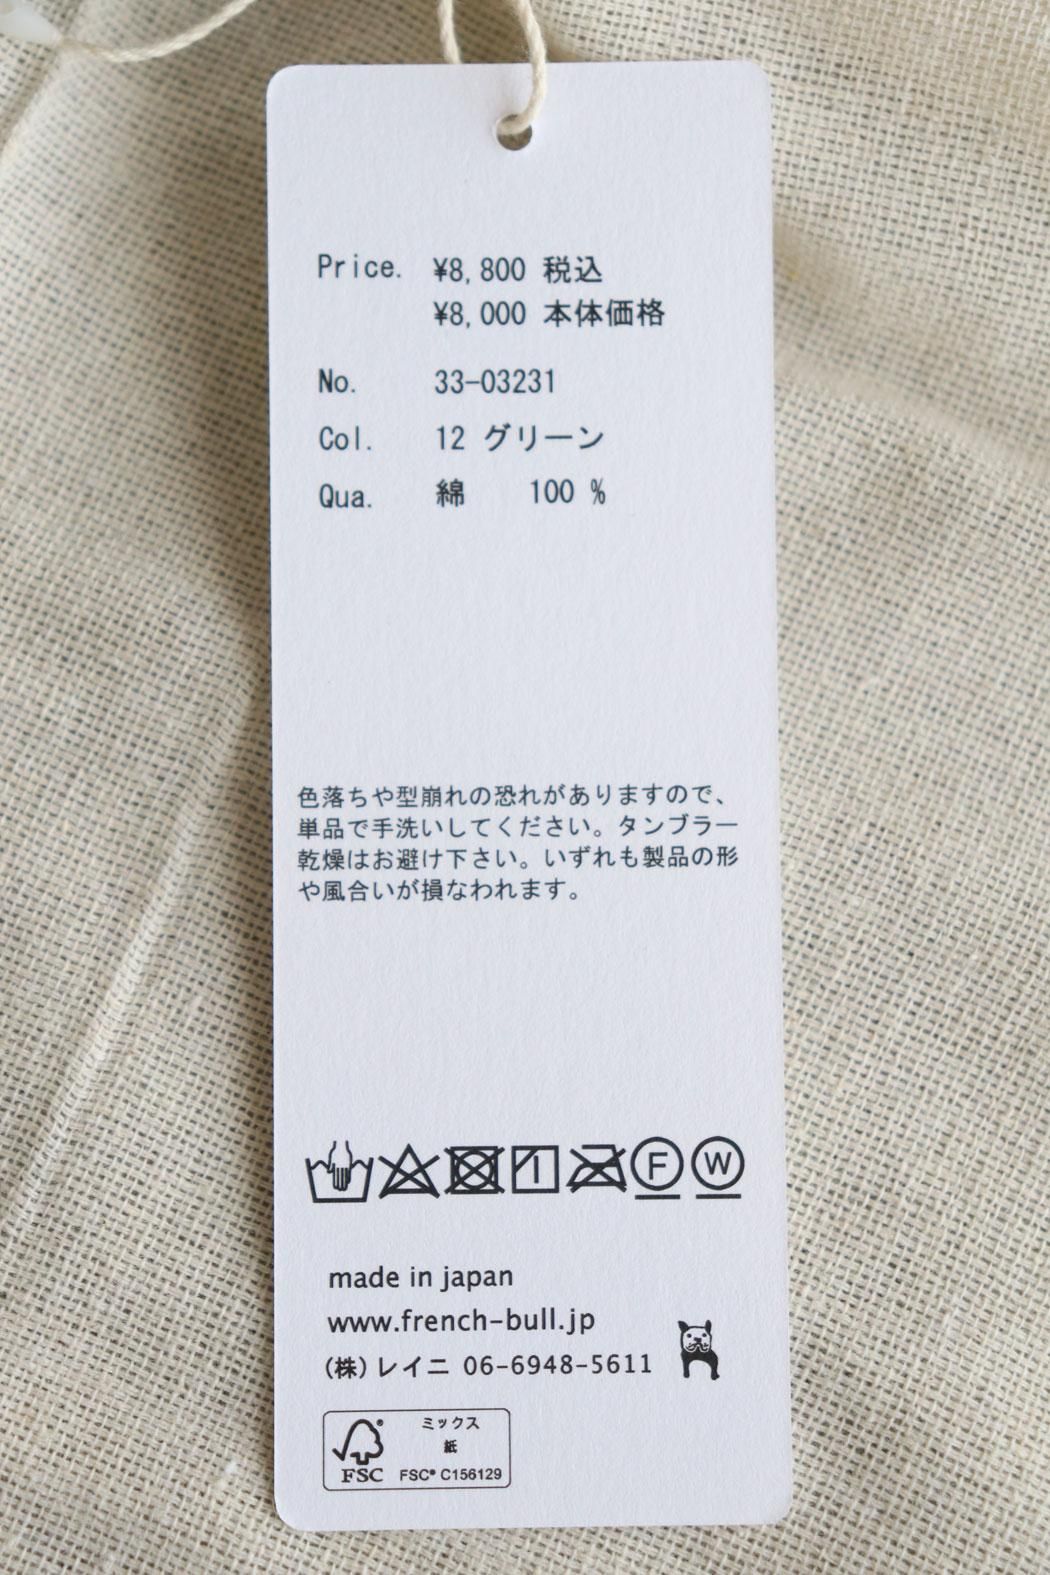 Price. ¥8,800 税込
¥8,000 本体価格
No. 33-03231
Col. 12 グリーン
Qua. 綿 100 %
色落ちや型崩れの恐れがありますので、
単品で手洗いしてください。タンブラー
乾燥はお避け下さい。いずれも製品の形
や風合いが損なわれます。
F W
made in japan
www.french-bull.jp
(株)レイニ 06-6948-5611
ミックス
紙
FSC FSC® C156129